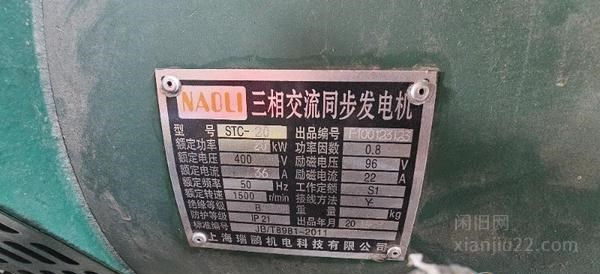 NAOLI 三相交流同步发电机
型号 STC-20 出品编号
额定功率 20 kW 功率因数 0.8
额定电压 400 V 励磁电压 96 V
额定电流 36 A 励磁电流 22 A
额定频率 50 Hz 工作定额 S1
额定转速 1500 r/min 接线方法 Y
绝缘等级 B 重量 kg
防护等级 IP21 出品年月 20
标准编号 JB/T8981-2011
上海瑞鹏机电科技有限公司
闲旧网
xianjiu22.com